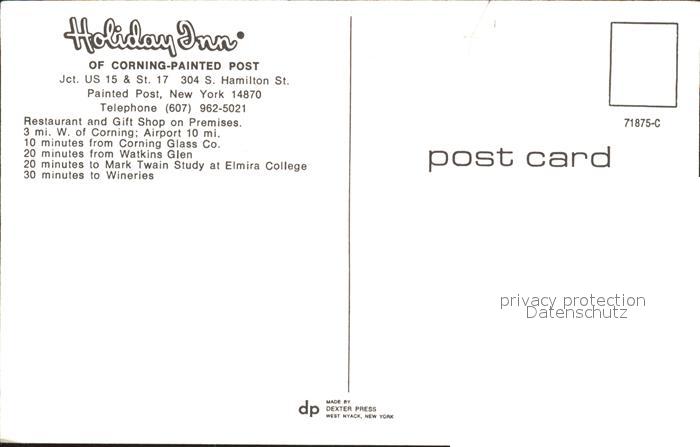 Holiday Inn®
OF CORNING-PAINTED POST
Jct. US 15 & St. 17 304 S. Hamilton St.
Painted Post, New York 14870
Telephone (607) 962-5021
Restaurant and Gift Shop on Premises.
3 mi. W. of Corning; Airport 10 mi.
10 minutes from Corning Glass Co.
20 minutes from Watkins Glen
20 minutes to Mark Twain Study at Elmira College
30 minutes to Wineries
71875-C
post card
privacy protection
Datenschutz
dp
MADE BY
DEXTER PRESS
WEST NYACK, NEW YORK